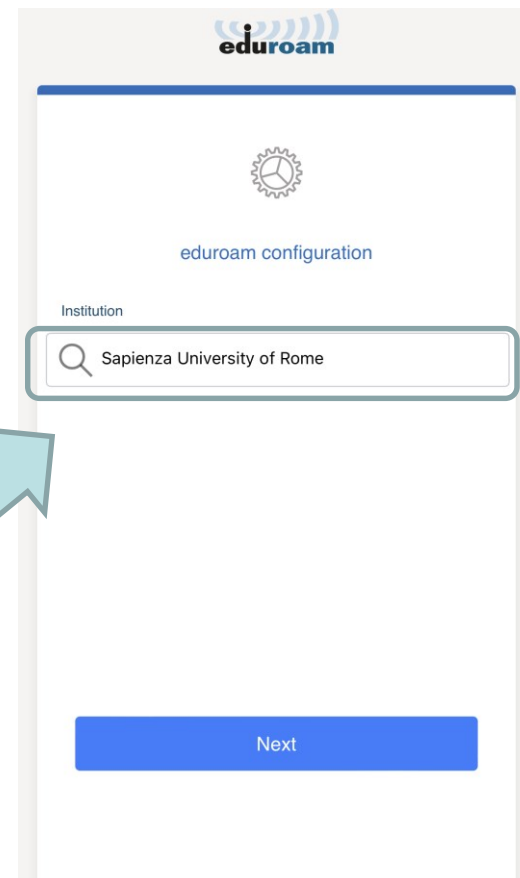 eduroam
eduroam configuration
Institution
Sapienza University of Rome
Next